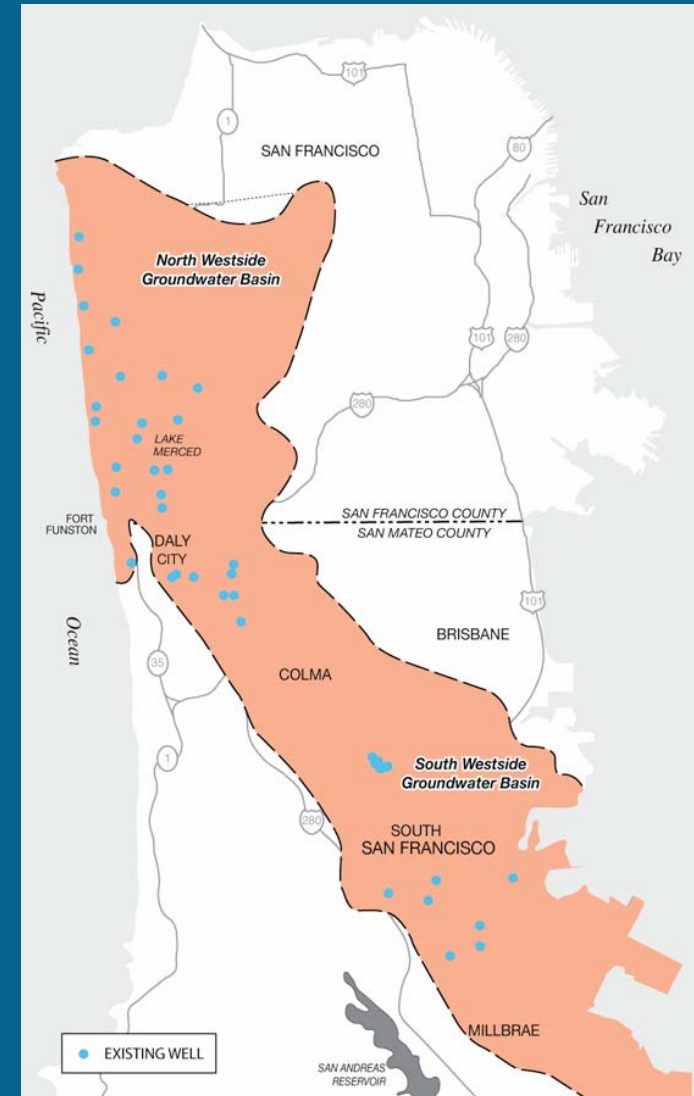 101
1
SAN FRANCISCO
80
San
Francisco
Bay
North Westside
Groundwater Basin
Pacific
101
280
280
LAKE
MERCED
FORT
FUNSTON
SAN FRANCISCO COUNTY
SAN MATEO COUNTY
DALY
CITY
101
Ocean
BRISBANE
35
COLMA
1
South Westside
Groundwater Basin
280
SOUTH
SAN FRANCISCO
MILLBRAE
EXISTING WELL
SAN ANDREAS
RESERVOIR